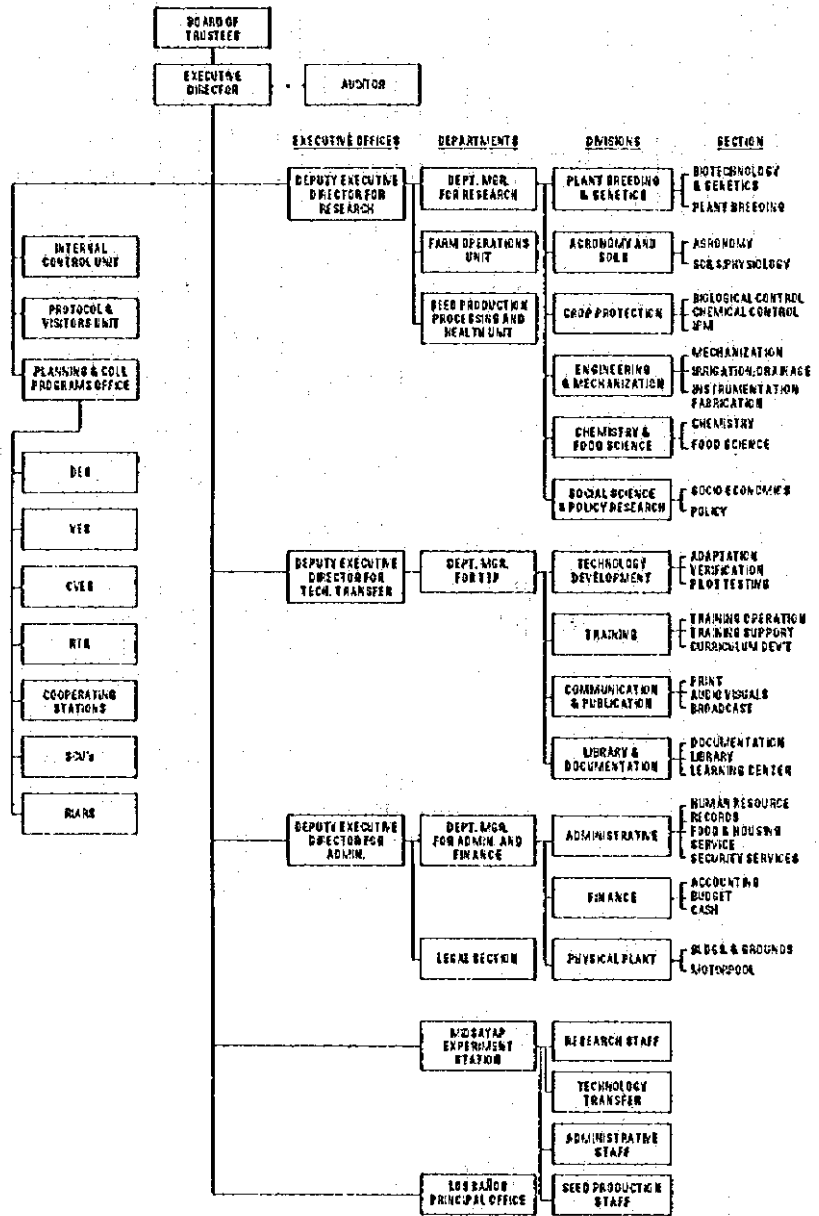 BOARD OF
TRUSTEES
EXECUTIVE
DIRECTOR
AUDITOR
EXECUTIVE OFFICES
DEPARTMENTS
DIVISIONS
SECTION
DEPUTY EXECUTIVE
DIRECTOR FOR
RESEARCH
DEPT. MGR.
FOR RESEARCH
PLANT BREEDING
& GENETICS
BIOTECHNOLOGY
& GENETICS
PLANT BREEDING
INTERNAL
CONTROL UNIT
FARM OPERATIONS
UNIT
AGRONOMY AND
SOILS
AGRONOMY
SOILS/PHYSIOLOGY
PROTOCOL &
VISITORS UNIT
SEED PRODUCTION
PROCESSING AND
HEALTH UNIT
CROP PROTECTION
BIOLOGICAL CONTROL
CHEMICAL CONTROL
IPM
PLANNING & COLL
PROGRAMS OFFICE
ENGINEERING
& MECHANIZATION
MECHANIZATION
IRRIGATION/DRAINAGE
INSTRUMENTATION
FABRICATION
CHEMISTRY &
FOOD SCIENCE
CHEMISTRY
FOOD SCIENCE
SOCIAL SCIENCE
& POLICY RESEARCH
SOCIO ECONOMICS
POLICY
DEPUTY EXECUTIVE
DIRECTOR FOR
TECH. TRANSFER
DEPT. MGR.
FOR
TECHNOLOGY
DEVELOPMENT
ADAPTATION
VERIFICATION
PILOT TESTING
TRAINING
TRAINING OPERATION
TRAINING SUPPORT
CURRICULUM DEV'T
COOPERATING
STATIONS
COMMUNICATION
& PUBLICATION
PRINT
AUDIO VISUALS
BROADCAST
SCU's
LIBRARY &
DOCUMENTATION
DOCUMENTATION
LIBRARY
LEARNING CENTER
RIARS
DEPUTY EXECUTIVE
DIRECTOR FOR
ADMIN.
DEPT. MGR.
FOR ADMIN. AND
FINANCE
ADMINISTRATIVE
HUMAN RESOURCE
RECORDS
FOOD & HOUSING
SERVICE
SECURITY SERVICES
FINANCE
ACCOUNTING
BUDGET
CASH
LEGAL SECTION
PHYSICAL PLANT
BLDGS. & GROUNDS
MOTORPOOL
MIDSAYAP
EXPERIMENT
STATION
RESEARCH STAFF
TECHNOLOGY
TRANSFER
ADMINISTRATIVE
STAFF
LOS BAÑOS
PRINCIPAL OFFICE
SEED PRODUCTION
STAFF